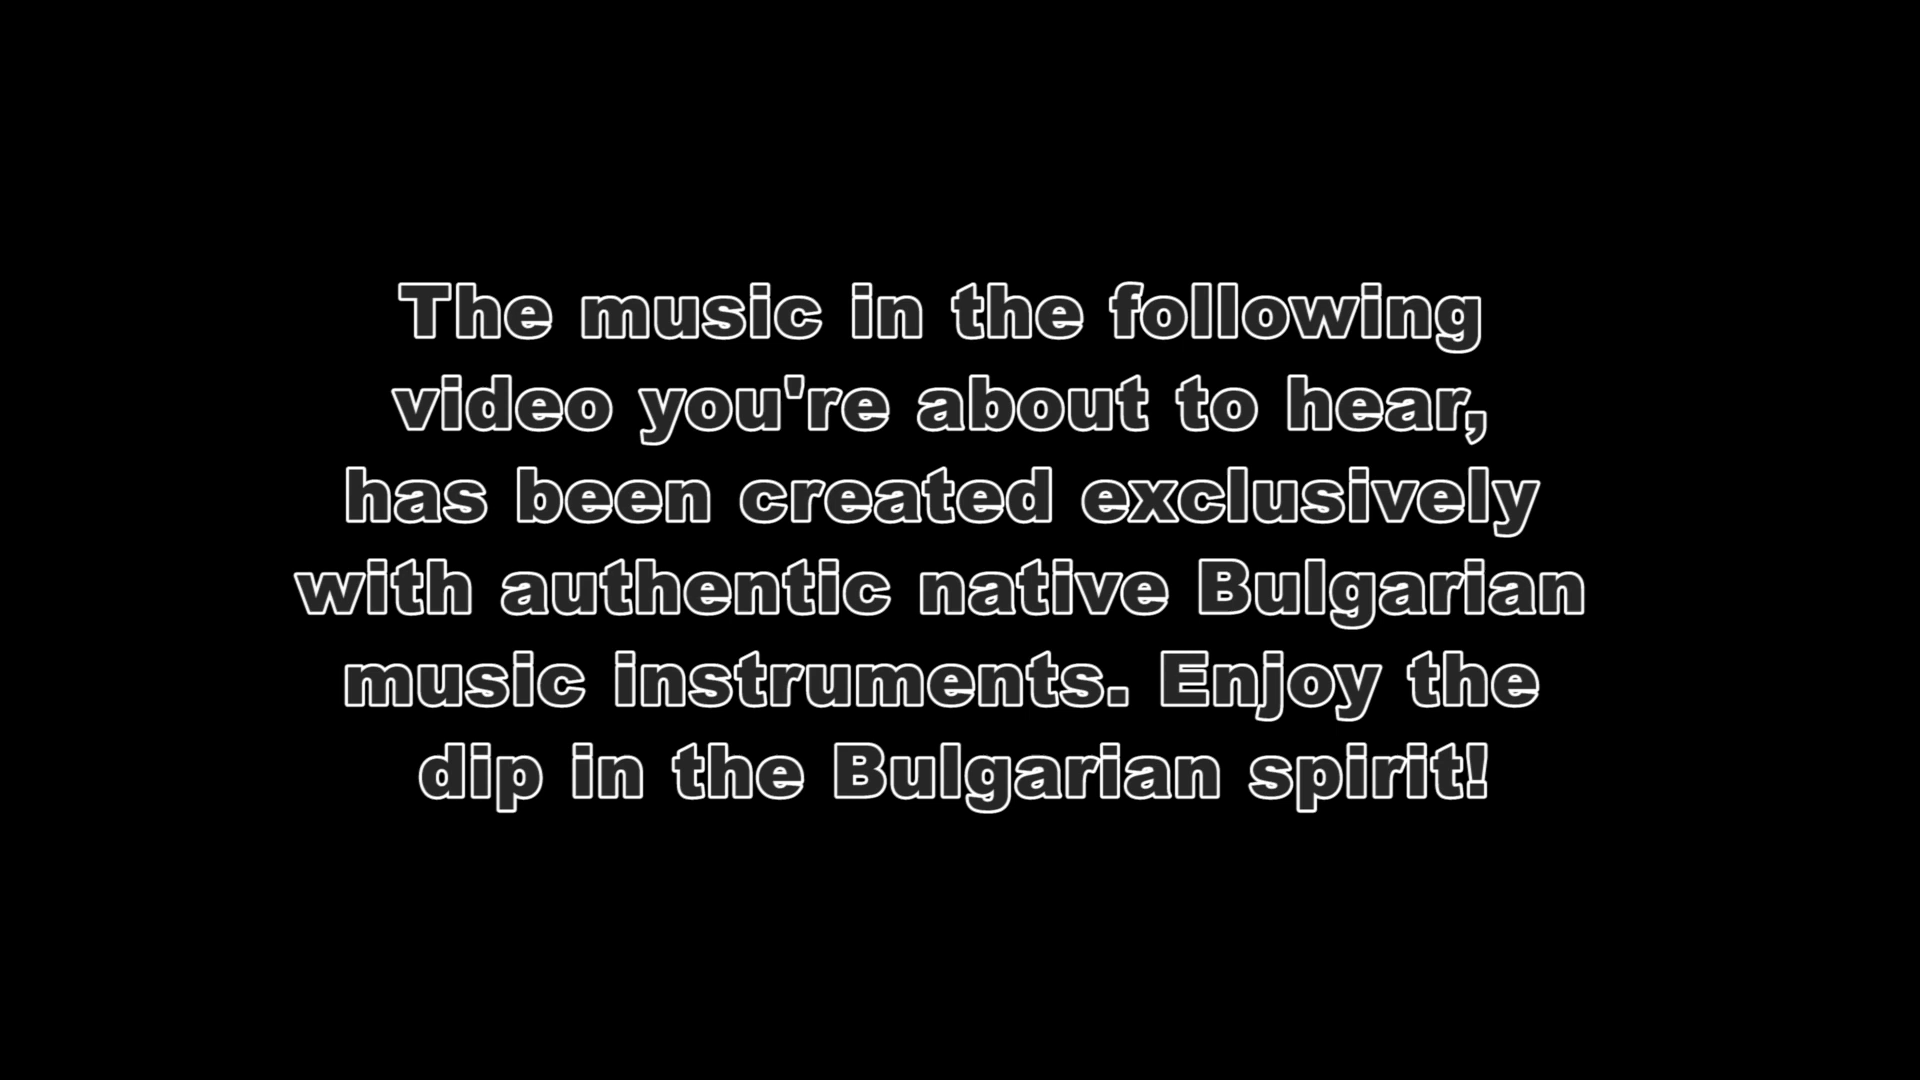 The music in the following
video you're about to hear,
has been created exclusively
with authentic native Bulgarian
music instruments. Enjoy the
dip in the Bulgarian spirit!